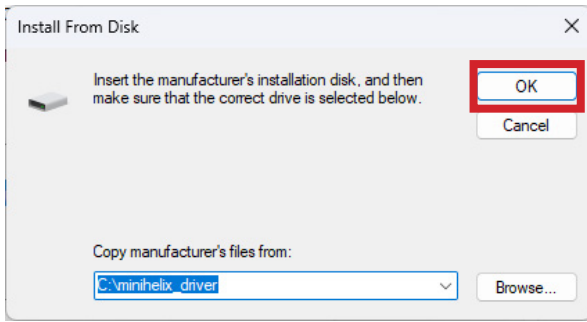 Install From Disk
Insert the manufacturer's installation disk, and then
make sure that the correct drive is selected below.
OK
Cancel
Copy manufacturer's files from:
C:\minihelix_driver
Browse...